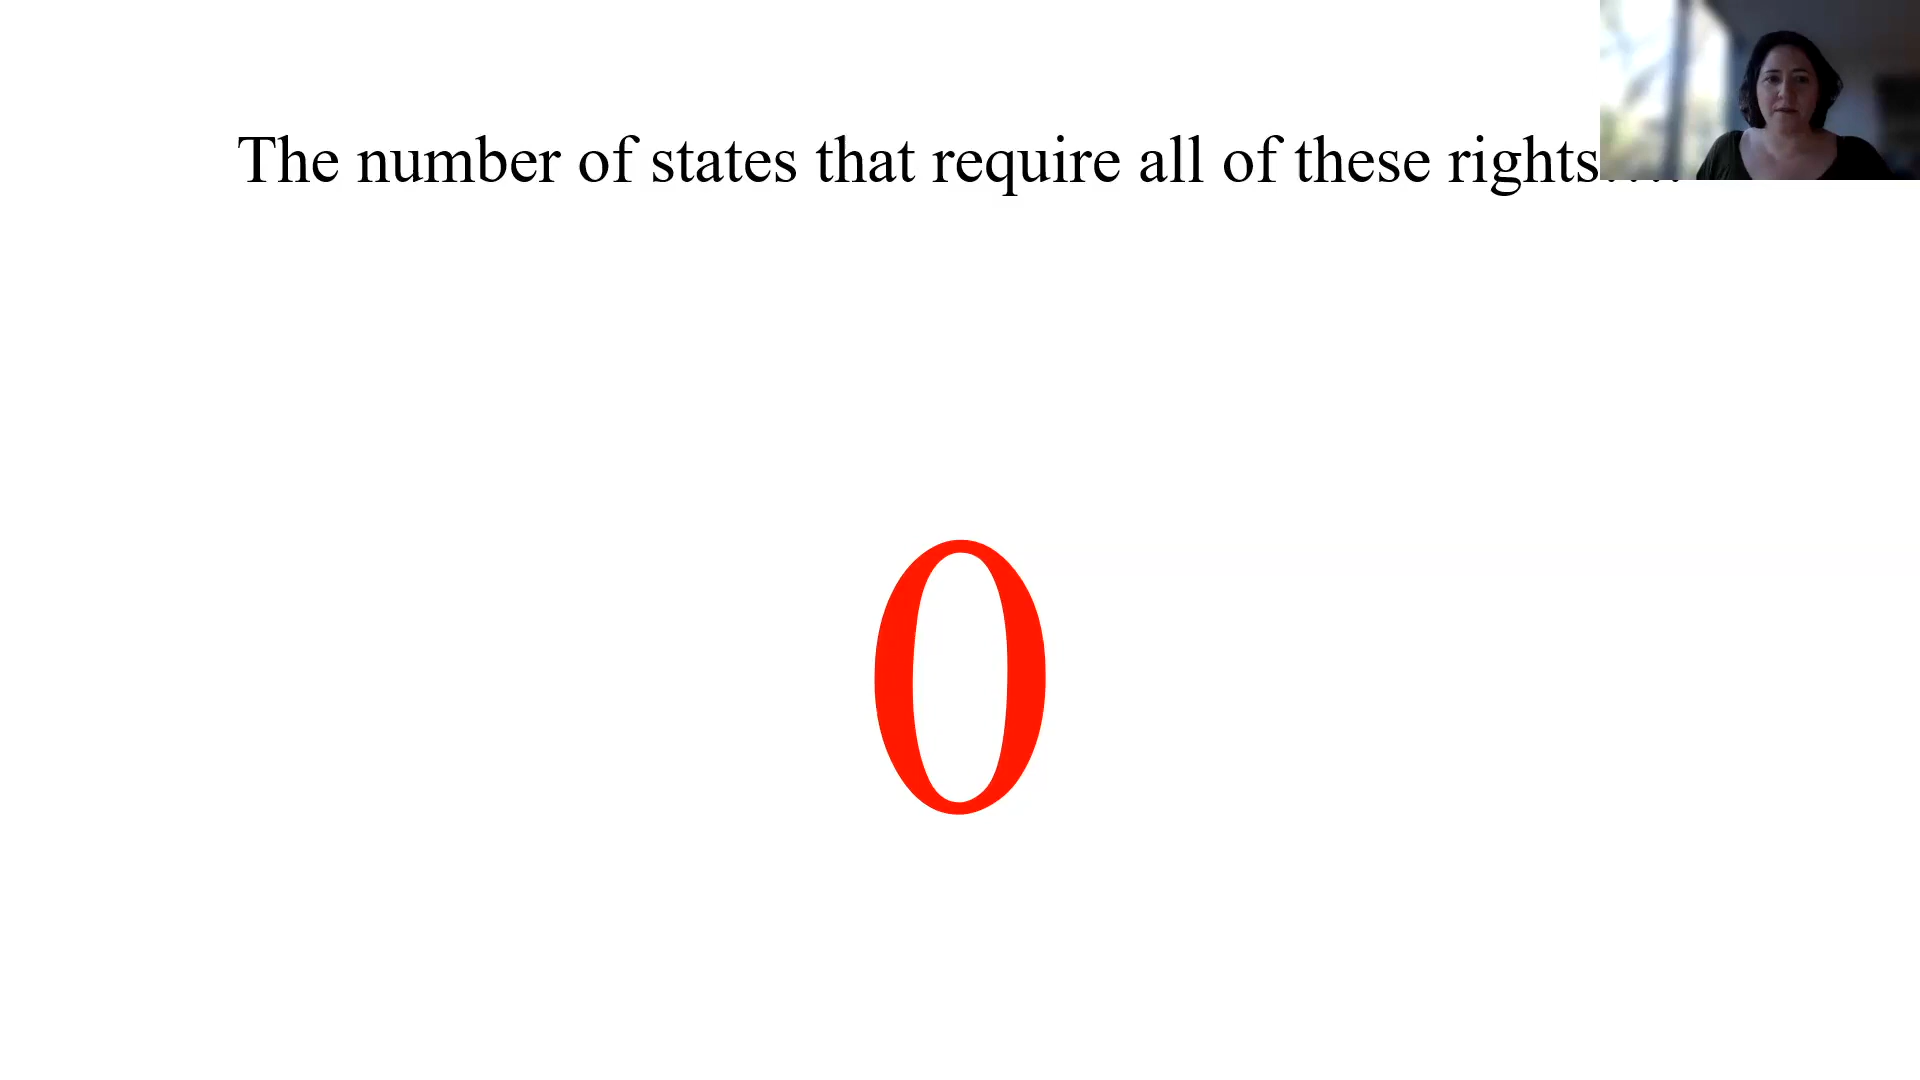 The number of states that require all of these rights....
0